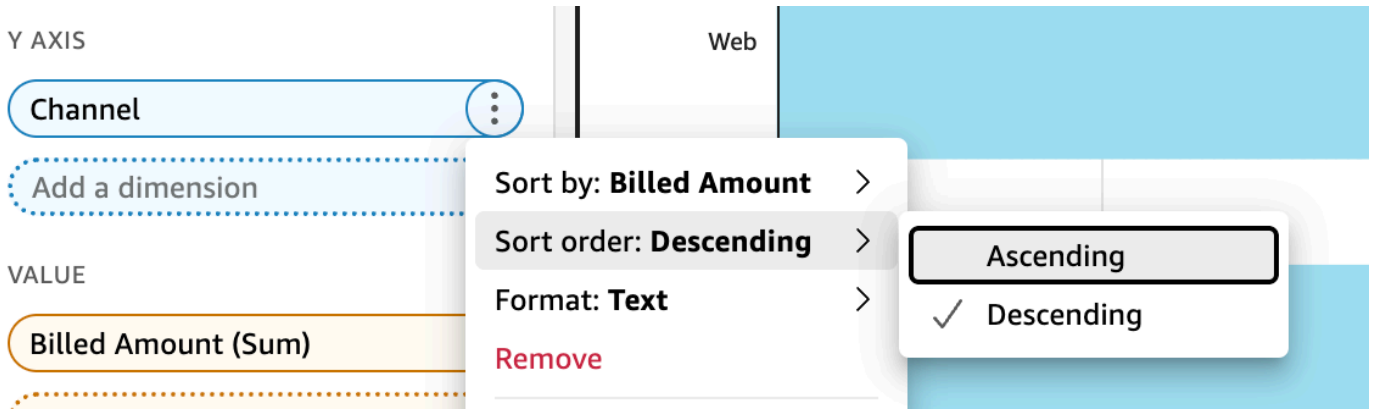 Y AXIS
Web
Channel
Add a dimension
Sort by: Billed Amount
Sort order: Descending
Ascending
VALUE
Format: Text
Descending
Billed Amount (Sum)
Remove